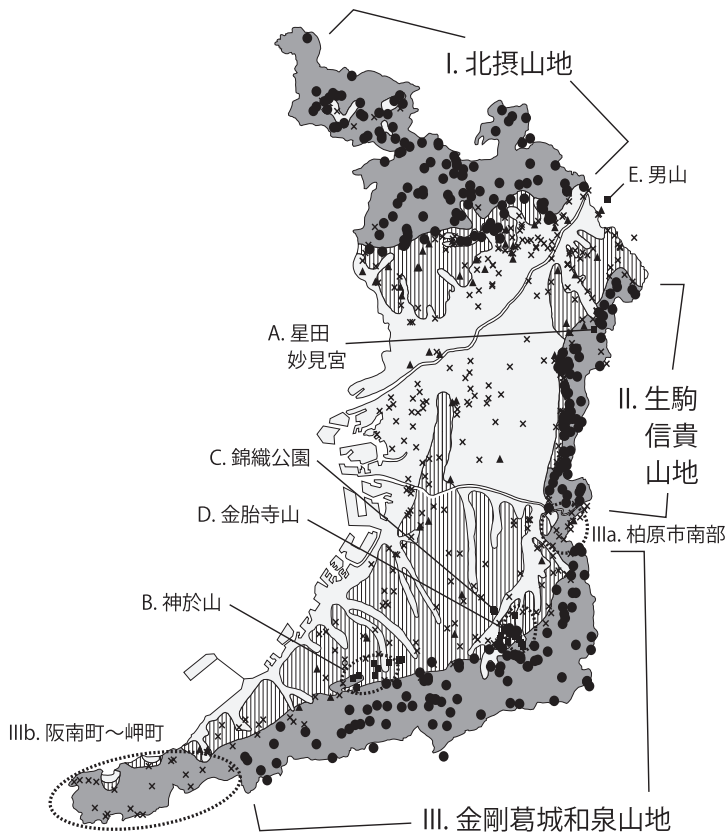 I. 北摂山地
E. 男山
A. 星田
妙見宮
II. 生駒
信貴
山地
C. 錦織公園
D. 金胎寺山
IIIa. 柏原市南部
B. 神於山
IIIb. 阪南町〜岬町
III. 金剛葛城和泉山地